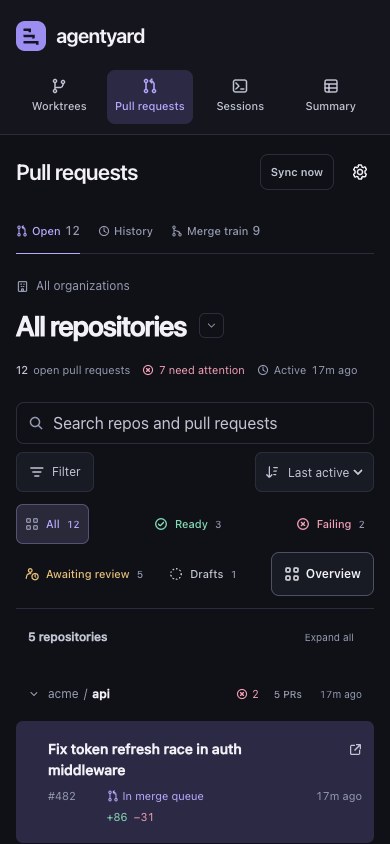 agentyard
Worktrees
Pull requests
Sessions
Summary
Pull requests
Sync now
Open 12
History
Merge train 9
All organizations
All repositories
12 open pull requests
7 need attention
Active 17m ago
Search repos and pull requests
Filter
Last active
All 12
Ready 3
Failing 2
Awaiting review 5
Drafts 1
Overview
5 repositories
Expand all
acme / api
2
5 PRs
17m ago
Fix token refresh race in auth
middleware
#482
In merge queue
17m ago
+86 −31